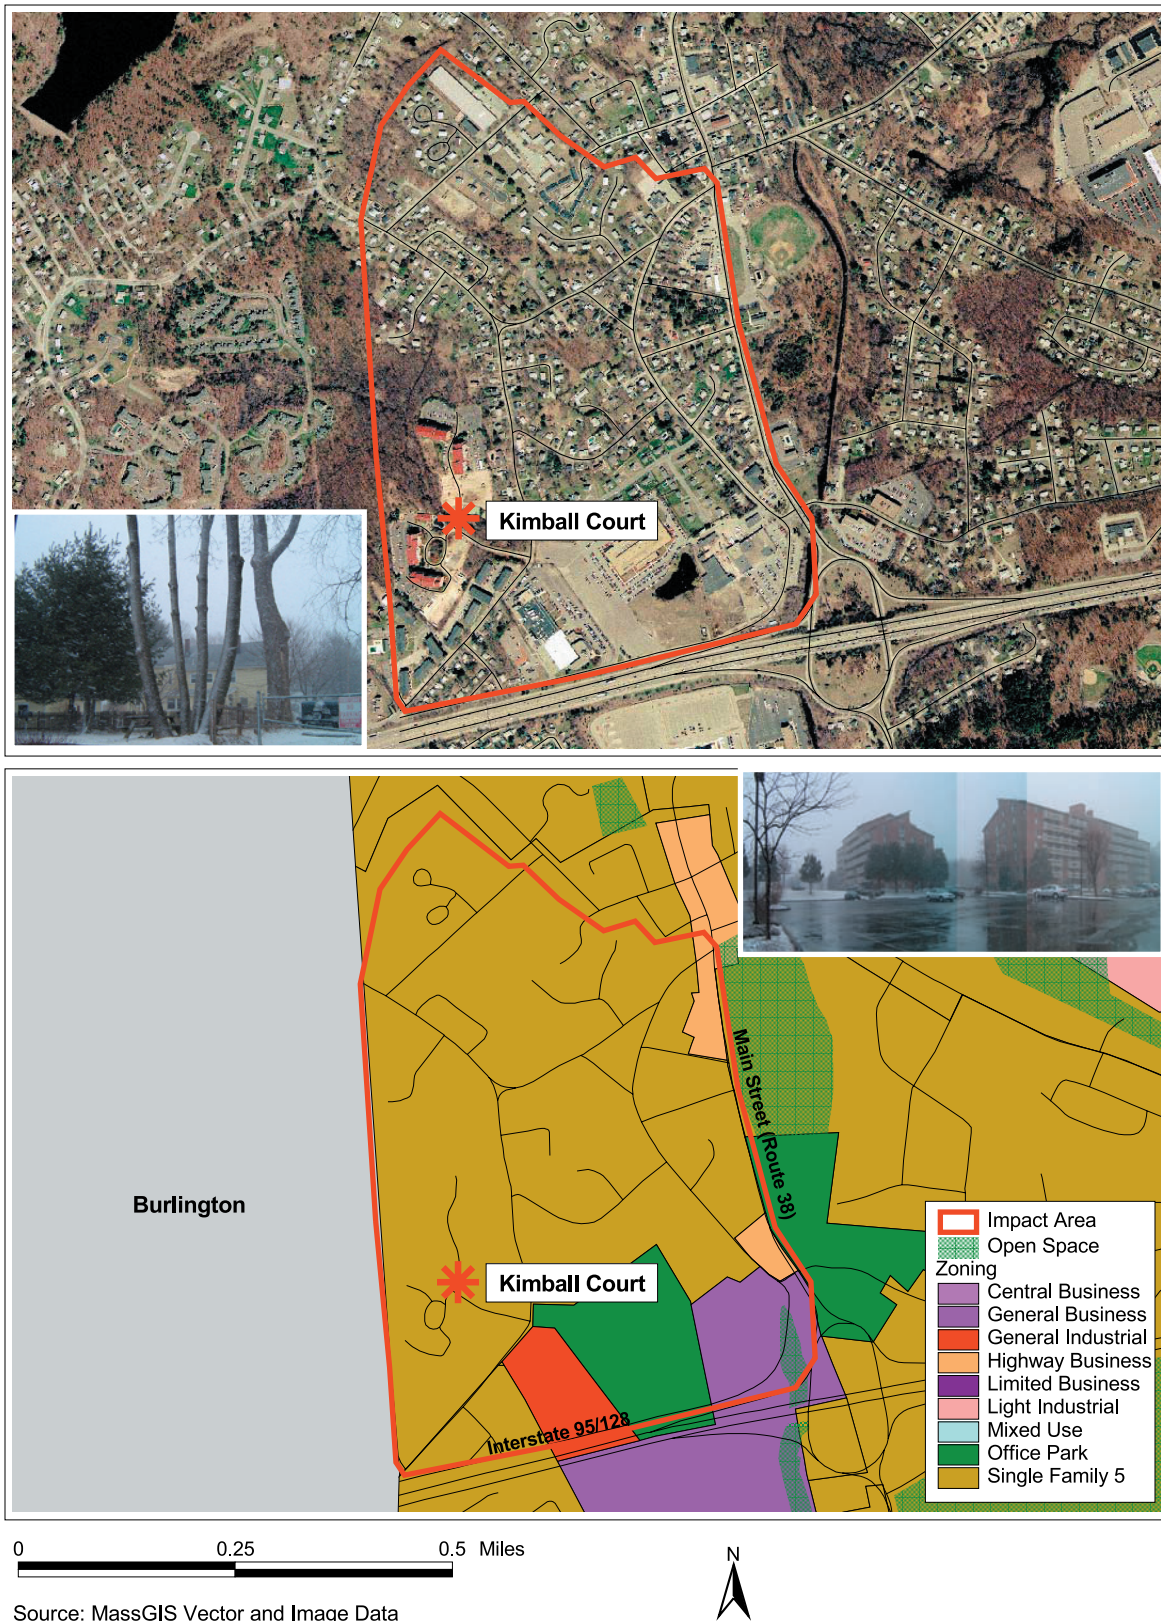 Kimball Court
Burlington
Main Street (Route 38)
Kimball Court
Interstate 95/128
Impact Area
Open Space
Zoning
Central Business
General Business
General Industrial
Highway Business
Limited Business
Light Industrial
Mixed Use
Office Park
Single Family 5
0 0.25 0.5 Miles
N
Source: MassGIS Vector and Image Data